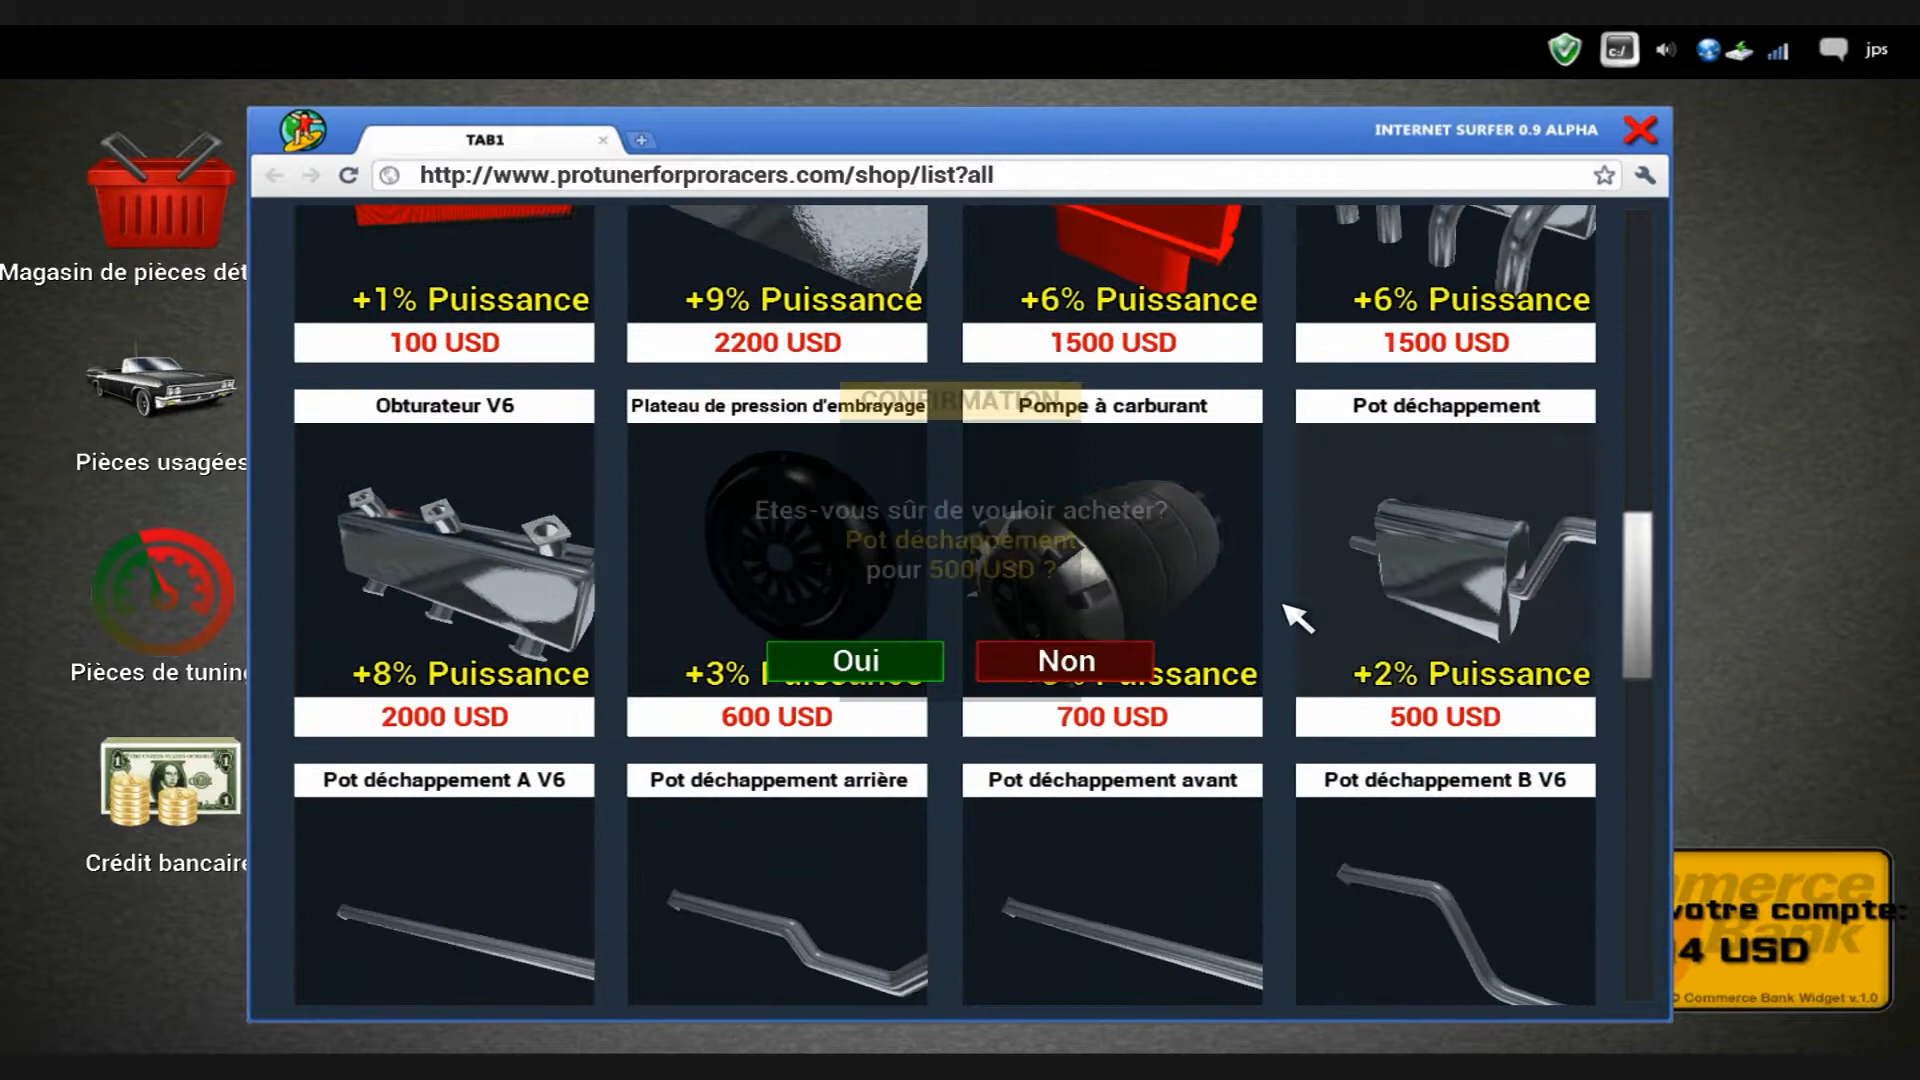 jps
TAB1
INTERNET SURFER 0.9 ALPHA
http://www.protunerforproracers.com/shop/list?all
Magasin de pièces dét
Pièces usagées
Pièces de tuning
Crédit bancaire
+1% Puissance
+9% Puissance
+6% Puissance
+6% Puissance
100 USD
2200 USD
1500 USD
1500 USD
CONFIRMATION
Obturateur V6
Plateau de pression d'embrayage
Pompe à carburant
Pot déchappement
Etes-vous sûr de vouloir acheter?
Pot déchappement
pour 500 USD ?
Oui
Non
+8% Puissance
+3% Puissance
Puissance
+2% Puissance
2000 USD
600 USD
700 USD
500 USD
Pot déchappement A V6
Pot déchappement arrière
Pot déchappement avant
Pot déchappement B V6
merce
votre compte:
Bank
4 USD
© Commerce Bank Widget v.1.0